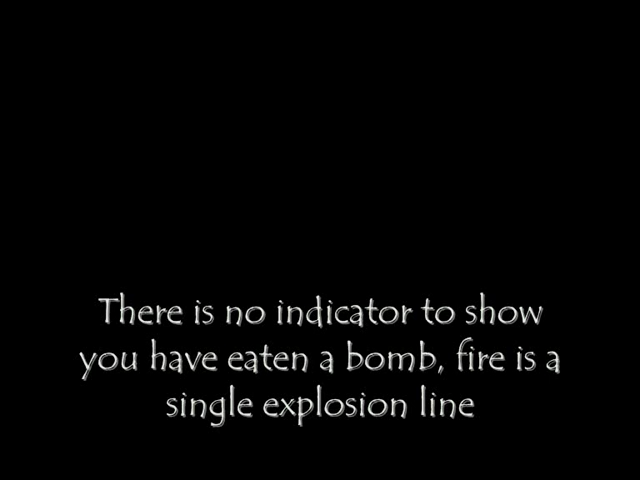 There is no indicator to show
you have eaten a bomb, fire is a
single explosion line